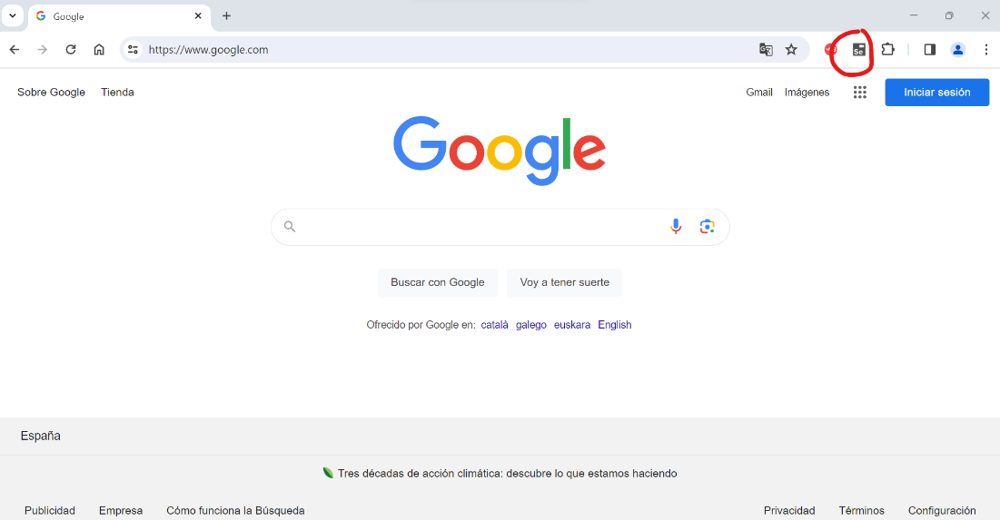 Google
https://www.google.com
Se
Sobre Google Tienda Gmail Imágenes Iniciar sesión
Google
Buscar con Google Voy a tener suerte
Ofrecido por Google en: català galego euskara English
España
Tres décadas de acción climática: descubre lo que estamos haciendo
Publicidad Empresa Cómo funciona la Búsqueda Privacidad Términos Configuración